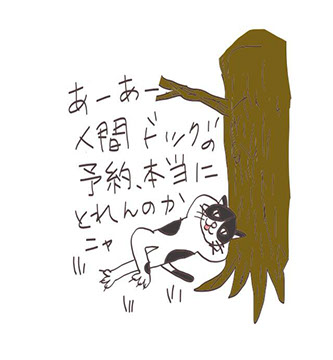 あーあー
人間ドックの
予約、本当に
とれんのか
ニャ